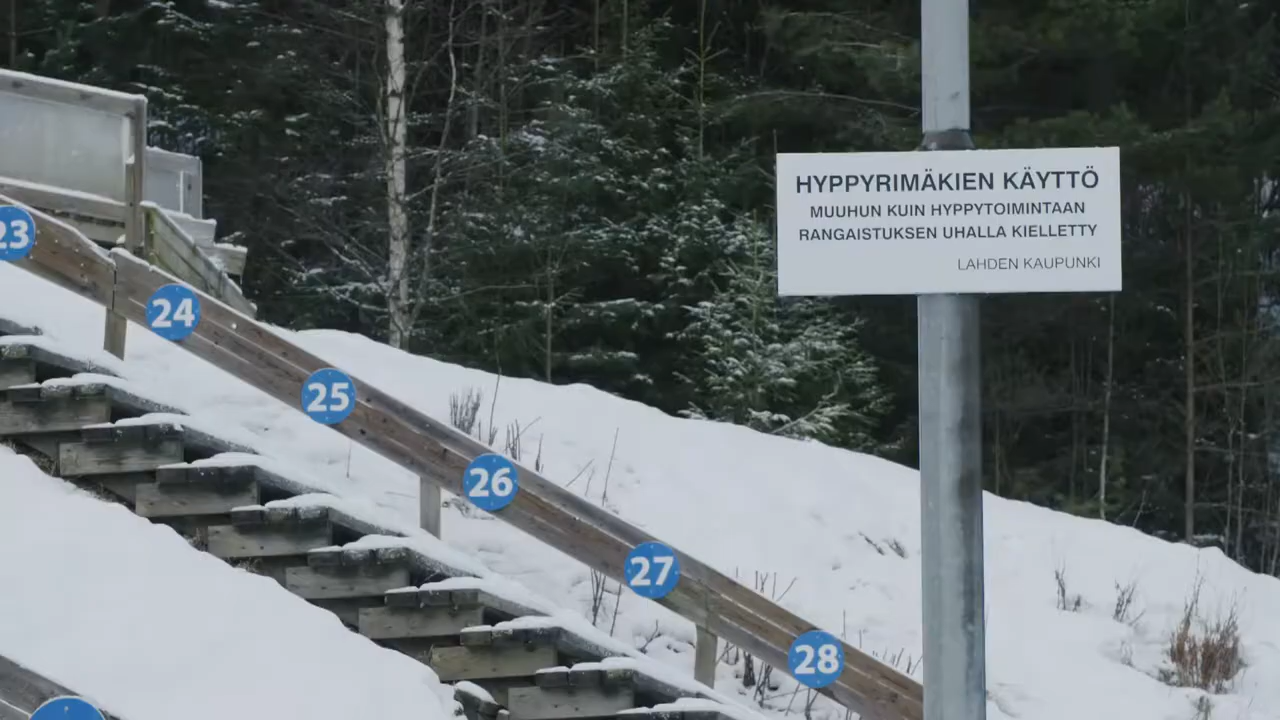 HYPPYRIMÄKIEN KÄYTTÖ
MUUHUN KUIN HYPPYTOIMINTAAN
RANGAISTUKSEN UHALLA KIELLETTY
LAHDEN KAUPUNKI
23
24
25
26
27
28